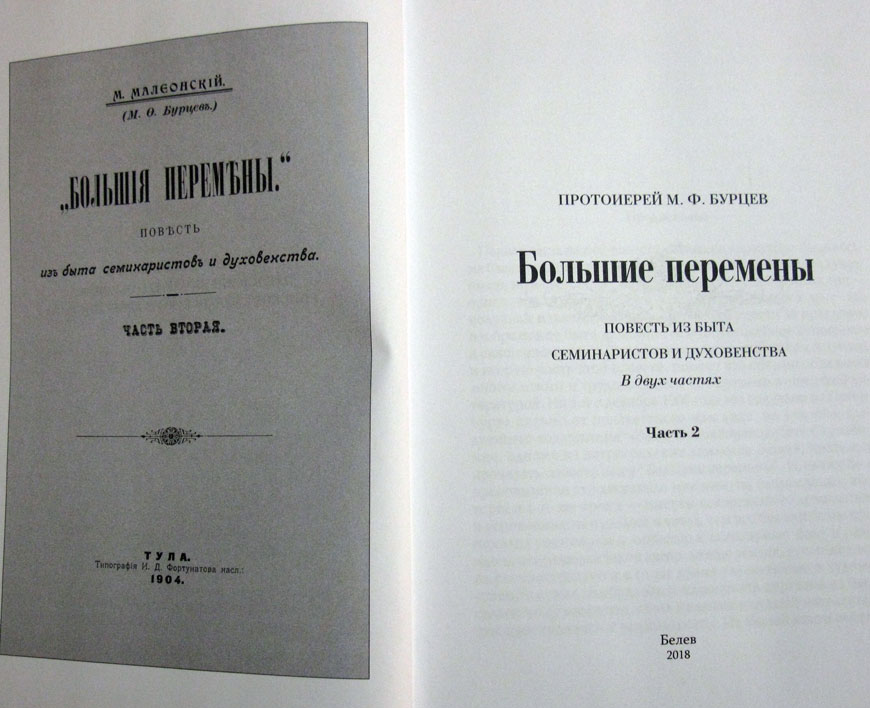 М. МАЛЕОНСКІЙ.
(М. Ѳ. Бурцевъ.)
„БОЛЬШІЯ ПЕРЕМѢНЫ.“
ПОВѢСТЬ
изъ быта семинаристовъ и духовенства.
ЧАСТЬ ВТОРАЯ.
ТУЛА.
Типографія И. Д. Фортунатова насл.:
1904.
ПРОТОИЕРЕЙ М. Ф. БУРЦЕВ
Большие перемены
ПОВЕСТЬ ИЗ БЫТА
СЕМИНАРИСТОВ И ДУХОВЕНСТВА
В двух частях
Часть 2
Белев
2018